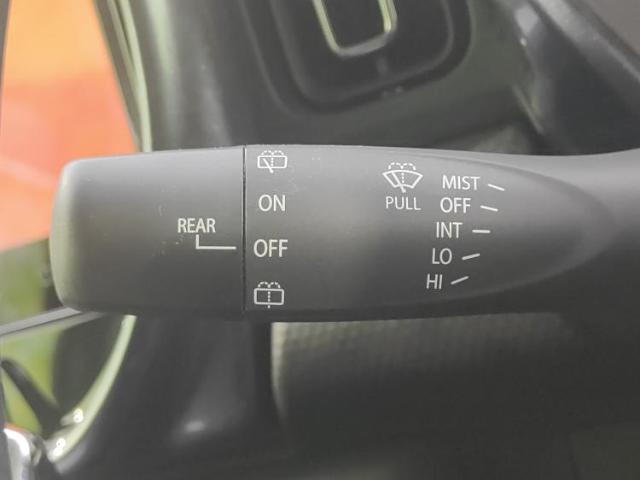 REAR
ON
OFF
PULL
MIST
OFF
INT
LO
HI